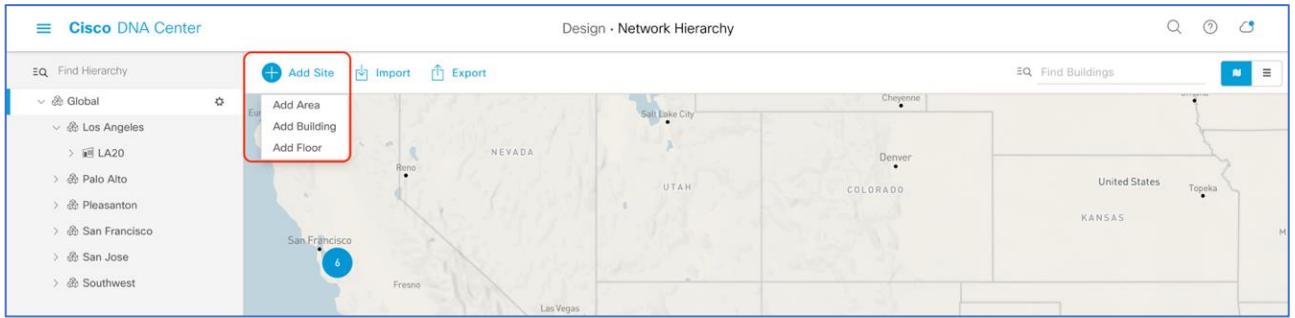 Cisco DNA Center
Design · Network Hierarchy
Find Hierarchy
Add Site
Import
Export
Find Buildings
Global
Los Angeles
LA20
Palo Alto
Pleasanton
San Francisco
San Jose
Southwest
Add Area
Add Building
Add Floor
Eu
Salt Lake City
Cheyenne
NEVADA
Reno
Denver
UTAH
COLORADO
United States
Topeka
KANSAS
M
San Francisco
6
Fresno
Las Vegas